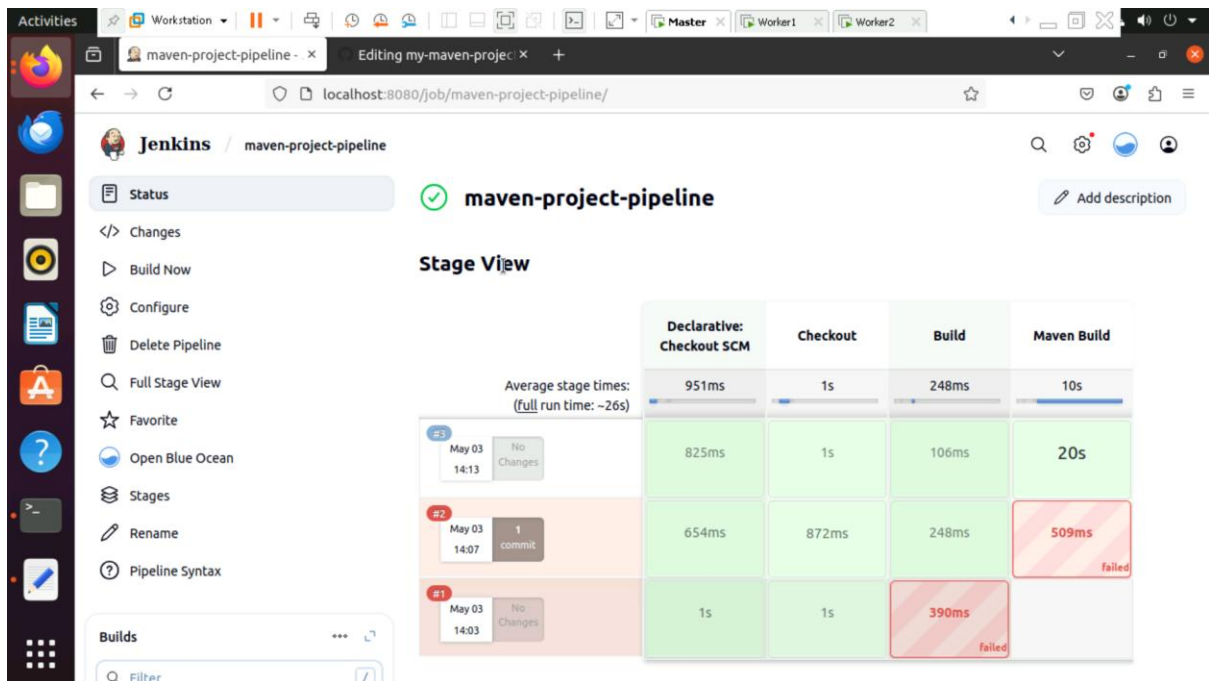 Activities
Workstation
Master
Worker1
Worker2
maven-project-pipeline -
Editing my-maven-projec
localhost:8080/job/maven-project-pipeline/
Jenkins / maven-project-pipeline
Status
Changes
Build Now
Configure
Delete Pipeline
Full Stage View
Favorite
Open Blue Ocean
Stages
Rename
Pipeline Syntax
Builds
Filter
/
maven-project-pipeline
Add description
Stage View
Declarative: Checkout SCM
Checkout
Build
Maven Build
Average stage times:
(full run time: ~26s)
951ms
1s
248ms
10s
#3
May 03
14:13
No Changes
825ms
1s
106ms
20s
#2
May 03
14:07
1 commit
654ms
872ms
248ms
509ms
failed
#1
May 03
14:03
No Changes
1s
1s
390ms
failed